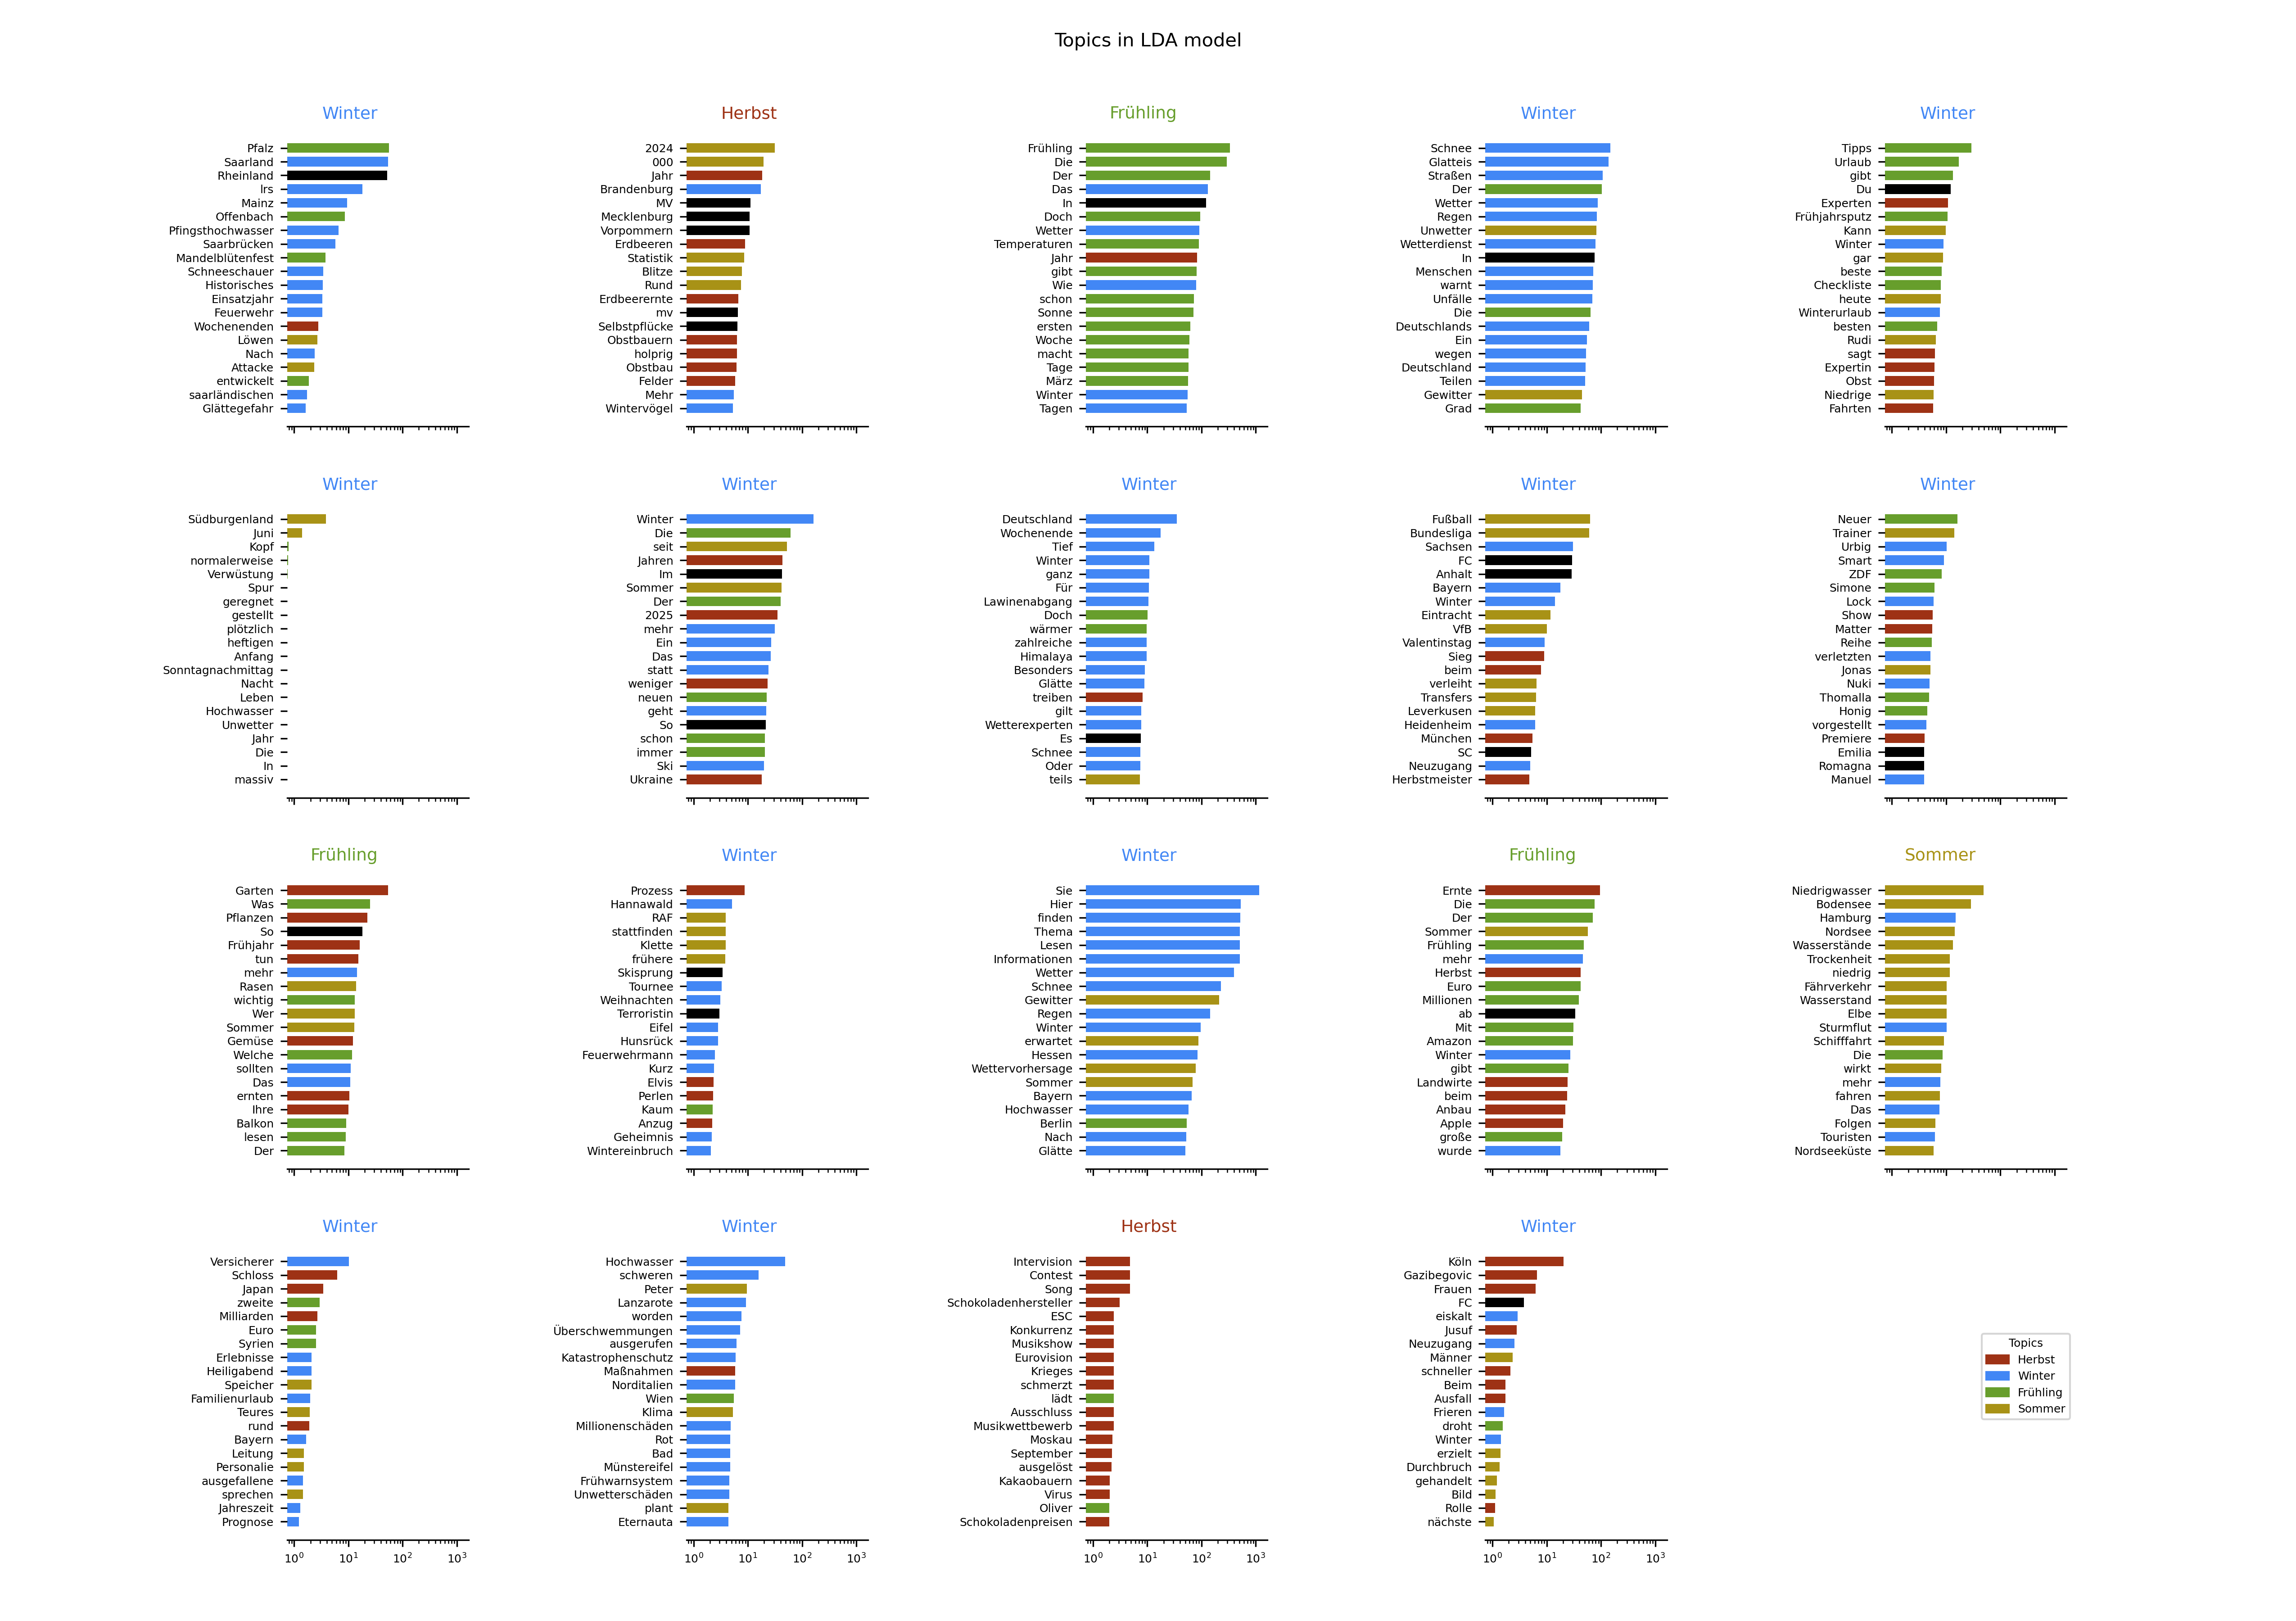 Topics in LDA model
Winter
Pfalz
Saarland
Rheinland
lrs
Mainz
Offenbach
Pfingsthochwasser
Saarbrücken
Mandelblütenfest
Schneeschauer
Historisches
Einsatzjahr
Feuerwehr
Wochenenden
Löwen
Nach
Attacke
entwickelt
saarländischen
Glättegefahr
Herbst
2024
000
Jahr
Brandenburg
MV
Mecklenburg
Vorpommern
Erdbeeren
Statistik
Blitze
Rund
Erdbeerernte
mv
Selbstpflücke
Obstbauern
holprig
Obstbau
Felder
Mehr
Wintervögel
Frühling
Frühling
Die
Der
Das
In
Doch
Wetter
Temperaturen
Jahr
gibt
Wie
schon
Sonne
ersten
Woche
macht
Tage
März
Winter
Tagen
Winter
Schnee
Glatteis
Straßen
Der
Wetter
Regen
Unwetter
Wetterdienst
In
Menschen
warnt
Unfälle
Die
Deutschlands
Ein
wegen
Deutschland
Teilen
Gewitter
Grad
Winter
Tipps
Urlaub
gibt
Du
Experten
Frühjahrsputz
Kann
Winter
gar
beste
Checkliste
heute
Winterurlaub
besten
Rudi
sagt
Expertin
Obst
Niedrige
Fahrten
Winter
Südburgenland
Juni
Kopf
normalerweise
Verwüstung
Spur
geregnet
gestellt
plötzlich
heftigen
Anfang
Sonntagnachmittag
Nacht
Leben
Hochwasser
Unwetter
Jahr
Die
In
massiv
Winter
Winter
Die
seit
Jahren
Im
Sommer
Der
2025
mehr
Ein
Das
statt
weniger
neuen
geht
So
schon
immer
Ski
Ukraine
Winter
Deutschland
Wochenende
Tief
Winter
ganz
Für
Lawinenabgang
Doch
wärmer
zahlreiche
Himalaya
Besonders
Glätte
treiben
gilt
Wetterexperten
Es
Schnee
Oder
teils
Winter
Fußball
Bundesliga
Sachsen
FC
Anhalt
Bayern
Winter
Eintracht
VfB
Valentinstag
Sieg
beim
verleiht
Transfers
Leverkusen
Heidenheim
München
SC
Neuzugang
Herbstmeister
Winter
Neuer
Trainer
Urbig
Smart
ZDF
Simone
Lock
Show
Matter
Reihe
verletzten
Jonas
Nuki
Thomalla
Honig
vorgestellt
Premiere
Emilia
Romagna
Manuel
Frühling
Garten
Was
Pflanzen
So
Frühjahr
tun
mehr
Rasen
wichtig
Wer
Sommer
Gemüse
Welche
sollten
Das
ernten
Ihre
Balkon
lesen
Der
Winter
Prozess
Hannawald
RAF
stattfinden
Klette
frühere
Skisprung
Tournee
Weihnachten
Terroristin
Eifel
Hunsrück
Feuerwehrmann
Kurz
Elvis
Perlen
Kaum
Anzug
Geheimnis
Wintereinbruch
Winter
Sie
Hier
finden
Thema
Lesen
Informationen
Wetter
Schnee
Gewitter
Regen
Winter
erwartet
Hessen
Wettervorhersage
Sommer
Bayern
Hochwasser
Berlin
Nach
Glätte
Frühling
Ernte
Die
Der
Sommer
Frühling
mehr
Herbst
Euro
Millionen
ab
Mit
Amazon
Winter
gibt
Landwirte
beim
Anbau
Apple
große
wurde
Sommer
Niedrigwasser
Bodensee
Hamburg
Nordsee
Wasserstände
Trockenheit
niedrig
Fährverkehr
Wasserstand
Elbe
Sturmflut
Schifffahrt
Die
wirkt
mehr
fahren
Das
Folgen
Touristen
Nordseeküste
Winter
Versicherer
Schloss
Japan
zweite
Milliarden
Euro
Syrien
Erlebnisse
Heiligabend
Speicher
Familienurlaub
Teures
rund
Bayern
Leitung
Personalie
ausgefallene
sprechen
Jahreszeit
Prognose
10⁰ 10¹ 10² 10³
Winter
Hochwasser
schweren
Peter
Lanzarote
worden
Überschwemmungen
ausgerufen
Katastrophenschutz
Maßnahmen
Norditalien
Wien
Klima
Millionenschäden
Rot
Bad
Münstereifel
Frühwarnsystem
Unwetterschäden
plant
Eternauta
10⁰ 10¹ 10² 10³
Herbst
Intervision
Contest
Song
Schokoladenhersteller
ESC
Konkurrenz
Musikshow
Eurovision
Krieges
schmerzt
lädt
Ausschluss
Musikwettbewerb
Moskau
September
ausgelöst
Kakaobauern
Virus
Oliver
Schokoladenpreisen
10⁰ 10¹ 10² 10³
Winter
Köln
Gazibegovic
Frauen
FC
eiskalt
Jusuf
Neuzugang
Männer
schneller
Beim
Ausfall
Frieren
droht
Winter
erzielt
Durchbruch
gehandelt
Bild
Rolle
nächste
10⁰ 10¹ 10² 10³
Topics
Herbst
Winter
Frühling
Sommer